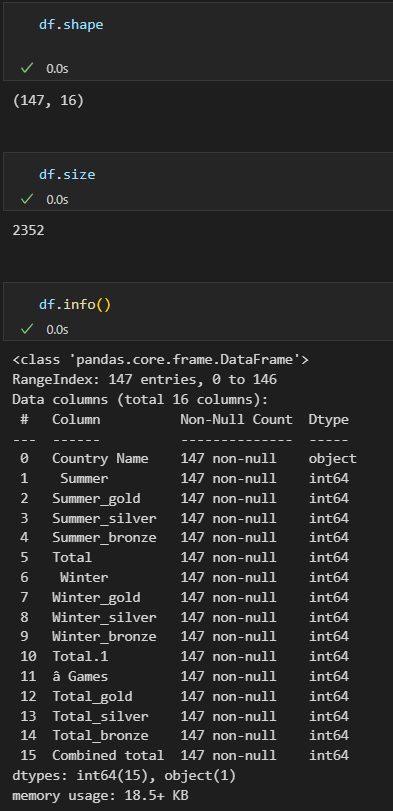 df.shape
0.0s
(147, 16)
df.size
0.0s
2352
df.info()
0.0s
<class 'pandas.core.frame.DataFrame'>
RangeIndex: 147 entries, 0 to 146
Data columns (total 16 columns):
 #   Column          Non-Null Count  Dtype
---  ------          --------------  -----
 0   Country Name    147 non-null    object
 1    Summer         147 non-null    int64
 2   Summer_gold     147 non-null    int64
 3   Summer_silver   147 non-null    int64
 4   Summer_bronze   147 non-null    int64
 5   Total           147 non-null    int64
 6    Winter         147 non-null    int64
 7   Winter_gold     147 non-null    int64
 8   Winter_silver   147 non-null    int64
 9   Winter_bronze   147 non-null    int64
 10  Total.1         147 non-null    int64
 11  â Games         147 non-null    int64
 12  Total_gold      147 non-null    int64
 13  Total_silver    147 non-null    int64
 14  Total_bronze    147 non-null    int64
 15  Combined total  147 non-null    int64
dtypes: int64(15), object(1)
memory usage: 18.5+ KB